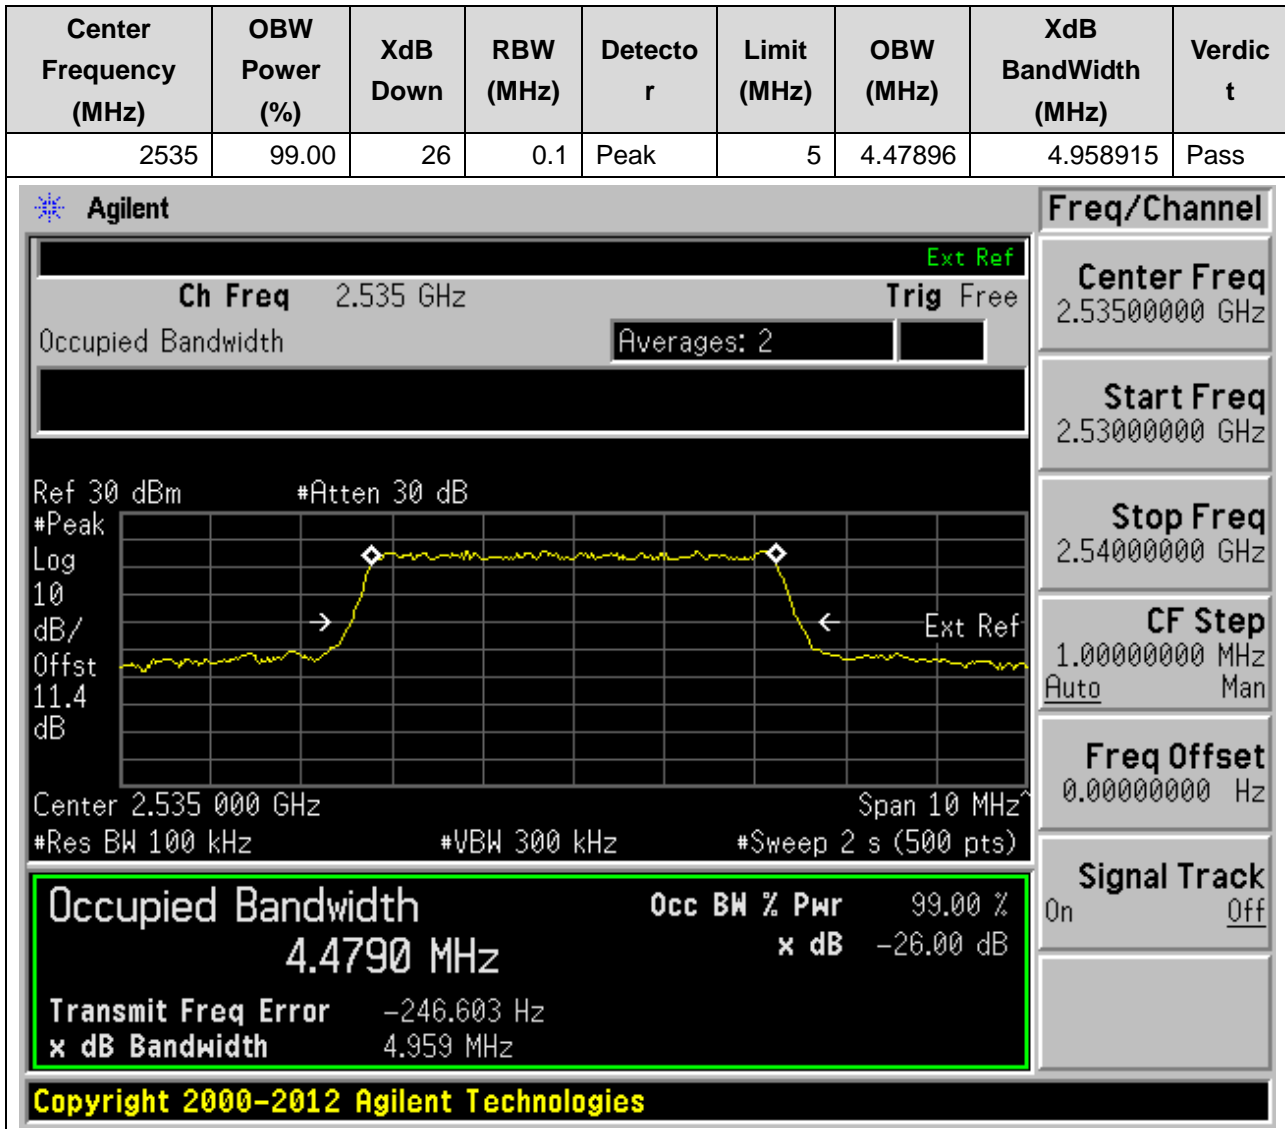 Center Frequency (MHz) OBW Power (%) XdB Down RBW (MHz) Detecto r Limit (MHz) OBW (MHz) XdB BandWidth (MHz) Verdic t
2535 99.00 26 0.1 Peak 5 4.47896 4.958915 Pass
Agilent
Freq/Channel
Ext Ref
Ch Freq 2.535 GHz Trig Free
Occupied Bandwidth Averages: 2
Center Freq
2.53500000 GHz
Start Freq
2.53000000 GHz
Stop Freq
2.54000000 GHz
CF Step
1.00000000 MHz
Auto Man
Freq Offset
0.00000000 Hz
Signal Track
On Off
Ref 30 dBm #Atten 30 dB
#Peak
Log
10
dB/
Offst
11.4
dB
Ext Ref
Center 2.535 000 GHz Span 10 MHz^
#Res BW 100 kHz #VBW 300 kHz #Sweep 2 s (500 pts)
Occupied Bandwidth Occ BW % Pwr 99.00 %
4.4790 MHz x dB -26.00 dB
Transmit Freq Error -246.603 Hz
x dB Bandwidth 4.959 MHz
Copyright 2000-2012 Agilent Technologies